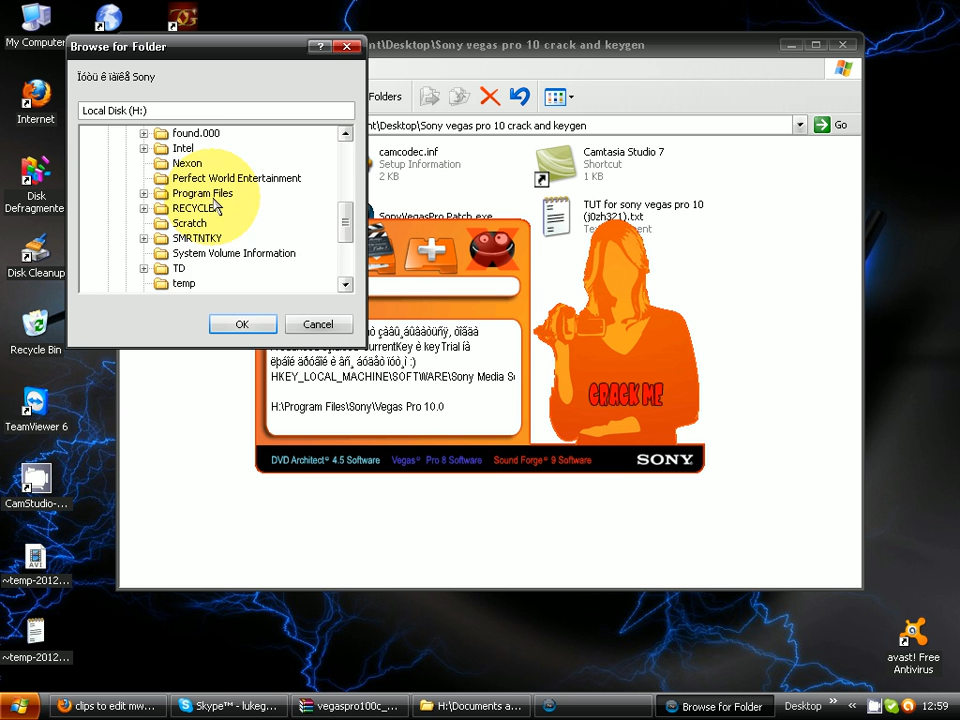 My Computer
Internet
Disk
Defragmente
Disk Cleanup
Recycle Bin
TeamViewer 6
CamStudio-...
~temp-2012...
~temp-2012...
Browse for Folder
?
Ïóòü ê ïàïêå Sony
Local Disk (H:)
found.000
Intel
Nexon
Perfect World Entertainment
Program Files
RECYCLE
Scratch
SMRTNTKY
System Volume Information
TD
temp
OK
Cancel
nt\Desktop\Sony vegas pro 10 crack and keygen
Folders
nt\Desktop\Sony vegas pro 10 crack and keygen
Go
camcodec.inf
Setup Information
2 KB
Camtasia Studio 7
Shortcut
1 KB
SonyVegasPro Patch.exe
TUT for sony vegas pro 10
(j0zh321).txt
HKEY_LOCAL_MACHINE\SOFTWARE\Sony Media So
H:\Program Files\Sony\Vegas Pro 10.0
CRACK ME
DVD Architect® 4.5 Software Vegas® Pro 8 Software Sound Forge® 9 Software SONY
avast! Free
Antivirus
clips to edit mw...
Skype™ - lukeg...
vegaspro100c_...
H:\Documents a...
Browse for Folder
Desktop
12:59